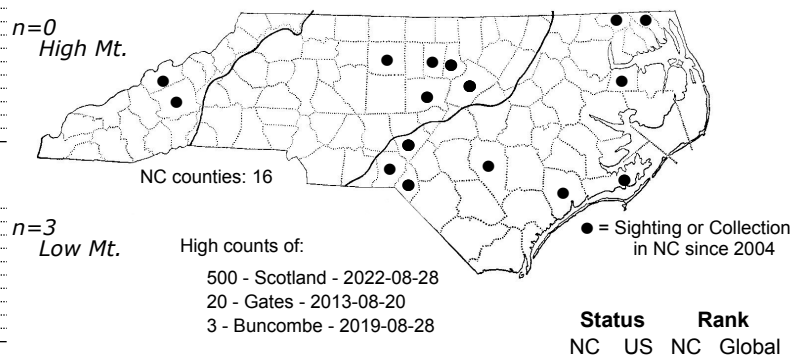 n=0
High Mt.
NC counties: 16
n=3
Low Mt.
● = Sighting or Collection
in NC since 2004
High counts of:
500 - Scotland - 2022-08-28
20 - Gates - 2013-08-20
3 - Buncombe - 2019-08-28
Status Rank
NC US NC Global